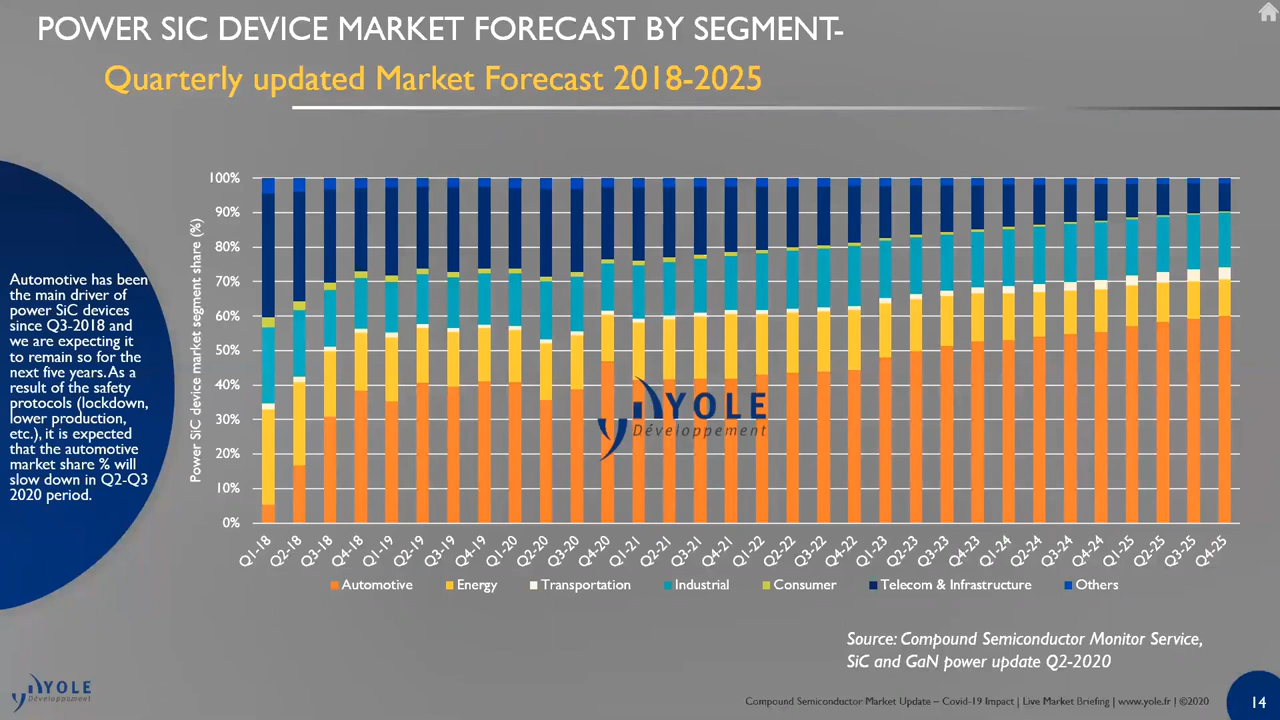 POWER SIC DEVICE MARKET FORECAST BY SEGMENT-
Quarterly updated Market Forecast 2018-2025
Automotive has been
the main driver of
power SiC devices
since Q3-2018 and
we are expecting it
to remain so for the
next five years. As a
result of the safety
protocols (lockdown,
lower production,
etc.), it is expected
that the automotive
market share % will
slow down in Q2-Q3
2020 period.
Power SiC device market segment share (%)
100%
90%
80%
70%
60%
50%
40%
30%
20%
10%
0%
YOLE
Développement
Q1-18 Q2-18 Q3-18 Q4-18 Q1-19 Q2-19 Q3-19 Q4-19 Q1-20 Q2-20 Q3-20 Q4-20 Q1-21 Q2-21 Q3-21 Q4-21 Q1-22 Q2-22 Q3-22 Q4-22 Q1-23 Q2-23 Q3-23 Q4-23 Q1-24 Q2-24 Q3-24 Q4-24 Q1-25 Q2-25 Q3-25 Q4-25
Automotive Energy Transportation Industrial Consumer Telecom & Infrastructure Others
Source: Compound Semiconductor Monitor Service,
SiC and GaN power update Q2-2020
YOLE
Développement
Compound Semiconductor Market Update – Covid-19 Impact | Live Market Briefing | www.yole.fr | ©2020
14